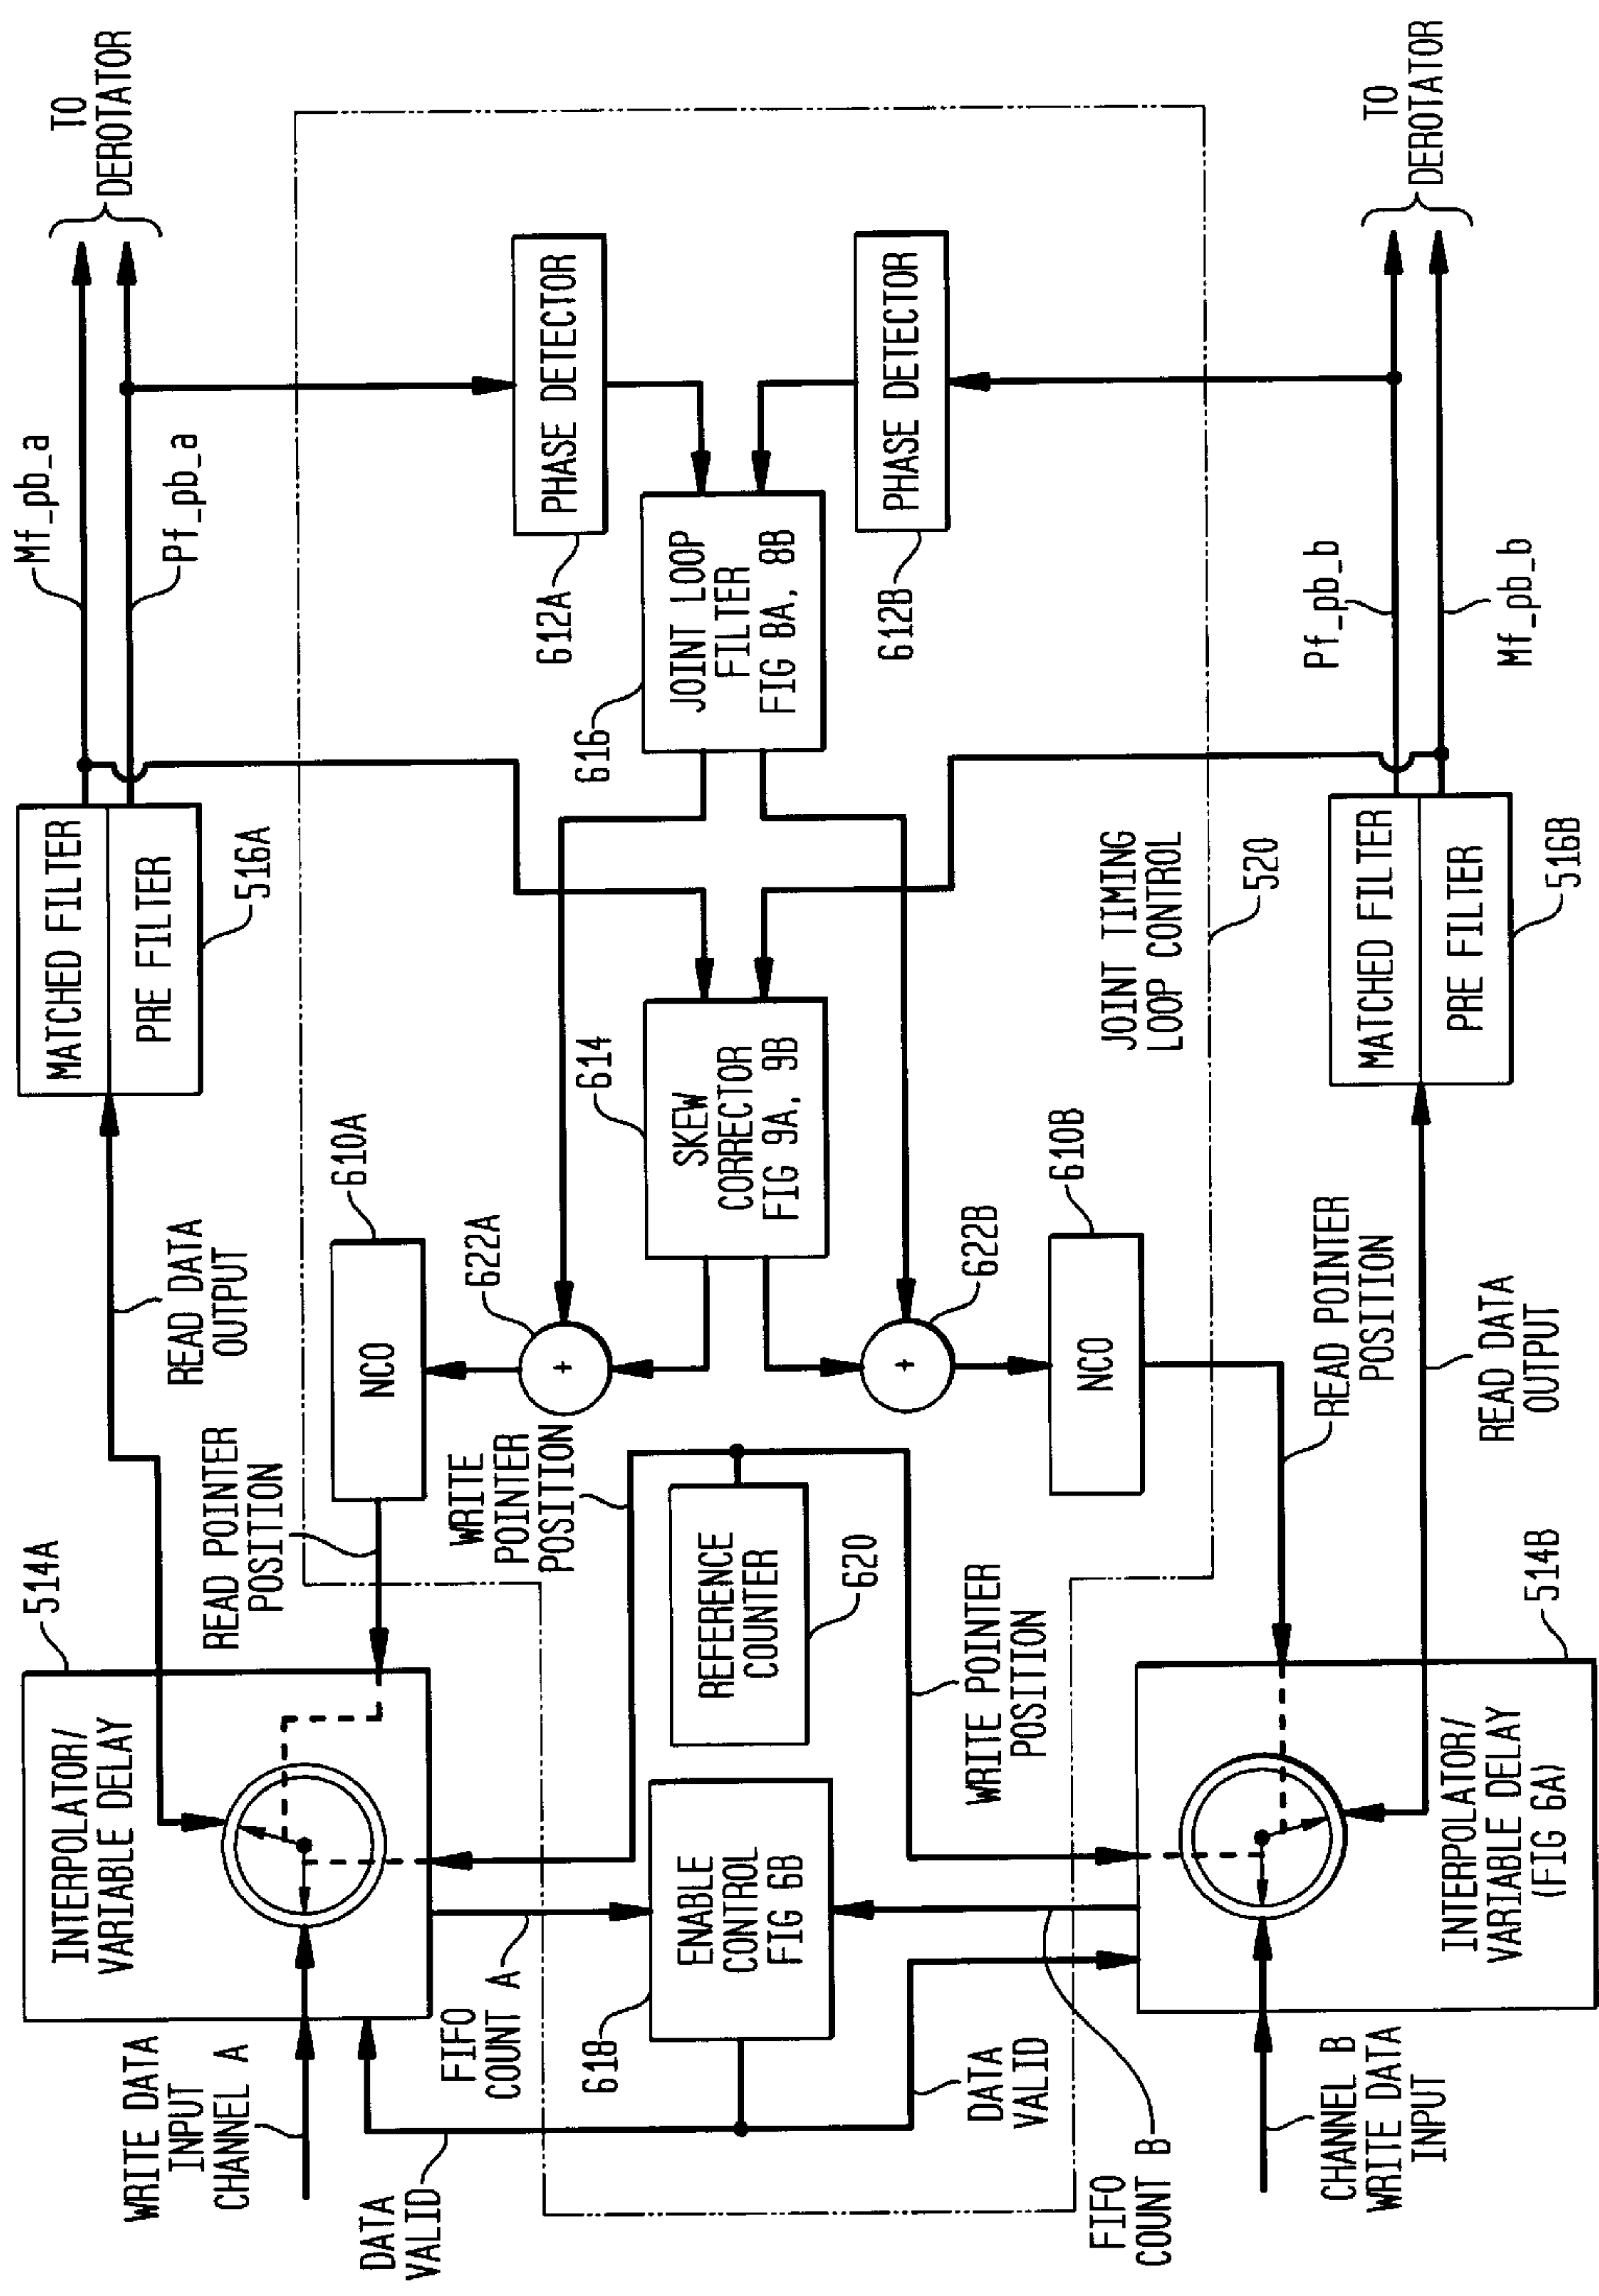 WRITE DATA
INPUT
CHANNEL A
DATA
VALID
INTERPOLATOR/
VARIABLE DELAY
514A
READ POINTER
POSITION
READ DATA
OUTPUT
MATCHED FILTER
PRE FILTER
516A
Mf_pb_a
Pf_pb_a
TO
DEROTATOR
FIFO
COUNT A
WRITE
POINTER
POSITION
NCO
610A
622A
+
612A
PHASE DETECTOR
618
ENABLE
CONTROL
FIG 6B
REFERENCE
COUNTER
620
614
SKEW
CORRECTOR
FIG 9A, 9B
616
JOINT LOOP
FILTER
FIG 8A, 8B
+
622B
612B
PHASE DETECTOR
DATA
VALID
WRITE POINTER
POSITION
NCO
610B
JOINT TIMING
LOOP CONTROL
520
FIFO
COUNT B
CHANNEL B
WRITE DATA
INPUT
INTERPOLATOR/
VARIABLE DELAY
(FIG 6A)
514B
READ POINTER
POSITION
READ DATA
OUTPUT
MATCHED FILTER
PRE FILTER
516B
Pf_pb_b
Mf_pb_b
TO
DEROTATOR